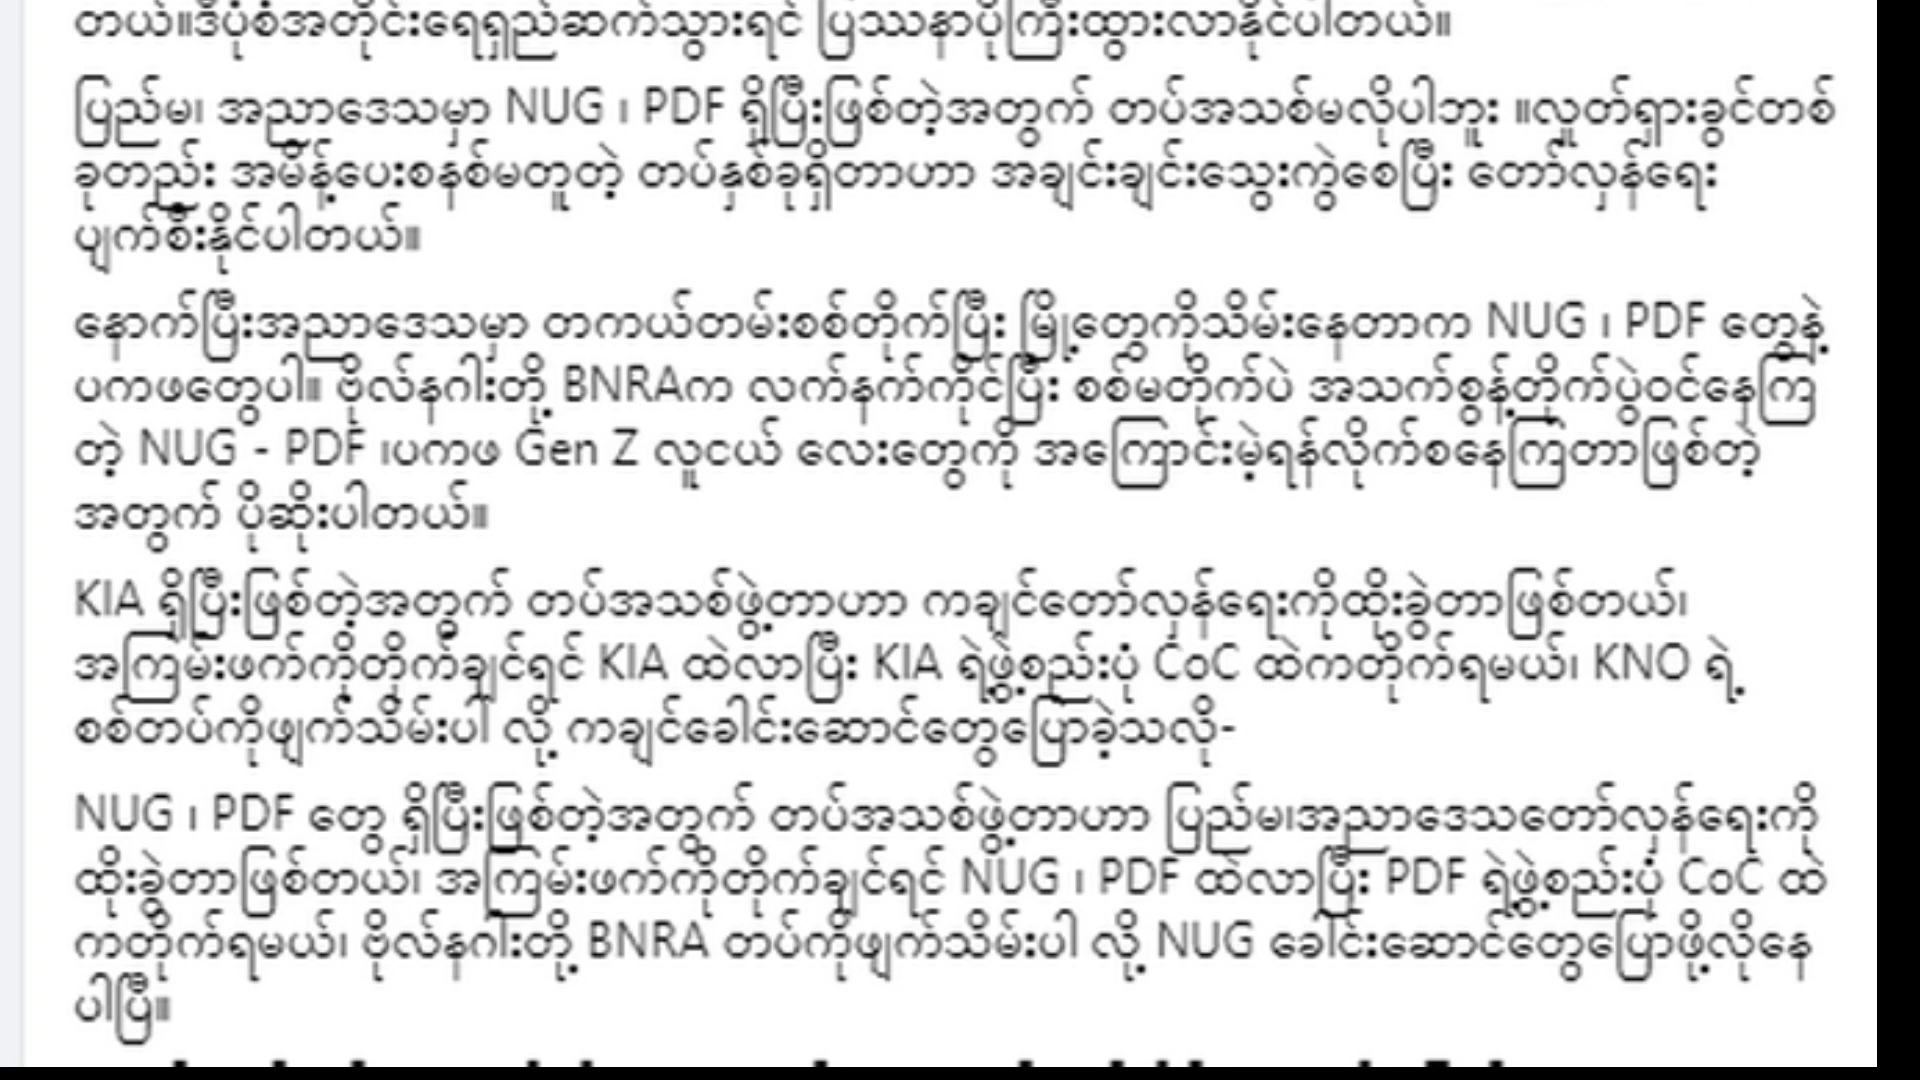 တယ်။ဒီပုံစံအတိုင်းရေရှည်ဆက်သွားရင် ပြဿနာပိုကြီးထွားလာနိုင်ပါတယ်။
ပြည်မ၊ အညာဒေသမှာ NUG ၊ PDF ရှိပြီးဖြစ်တဲ့အတွက် တပ်အသစ်မလိုပါဘူး ။လှုတ်ရှားခွင်တစ်
ခုတည်း အမိန့်ပေးစနစ်မတူတဲ့ တပ်နှစ်ခုရှိတာဟာ အချင်းချင်းသွေးကွဲစေပြီး တော်လှန်ရေး
ပျက်စီးနိုင်ပါတယ်။
နောက်ပြီးအညာဒေသမှာ တကယ်တမ်းစစ်တိုက်ပြီး မြို့တွေကိုသိမ်းနေတာက NUG ၊ PDF တွေနဲ့
ပကဖတွေပါ။ ဗိုလ်နဂါးတို့ BNRAက လက်နက်ကိုင်ပြီး စစ်မတိုက်ပဲ အသက်စွန့်တိုက်ပွဲဝင်နေကြ
တဲ့ NUG - PDF ၊ပကဖ Gen Z လူငယ် လေးတွေကို အကြောင်းမဲ့ရန်လိုက်စနေကြတာဖြစ်တဲ့
အတွက် ပိုဆိုးပါတယ်။
KIA ရှိပြီးဖြစ်တဲ့အတွက် တပ်အသစ်ဖွဲ့တာဟာ ကချင်တော်လှန်ရေးကိုထိုးခွဲတာဖြစ်တယ်၊
အကြမ်းဖက်ကိုတိုက်ချင်ရင် KIA ထဲလာပြီး KIA ရဲ့ဖွဲ့စည်းပုံ CoC ထဲကတိုက်ရမယ်၊ KNO ရဲ့
စစ်တပ်ကိုဖျက်သိမ်းပါ လို့ ကချင်ခေါင်းဆောင်တွေပြောခဲ့သလို-
NUG ၊ PDF တွေ ရှိပြီးဖြစ်တဲ့အတွက် တပ်အသစ်ဖွဲ့တာဟာ ပြည်မ၊အညာဒေသတော်လှန်ရေးကို
ထိုးခွဲတာဖြစ်တယ်၊ အကြမ်းဖက်ကိုတိုက်ချင်ရင် NUG ၊ PDF ထဲလာပြီး PDF ရဲ့ဖွဲ့စည်းပုံ CoC ထဲ
ကတိုက်ရမယ်၊ ဗိုလ်နဂါးတို့ BNRA တပ်ကိုဖျက်သိမ်းပါ လို့ NUG ခေါင်းဆောင်တွေပြောဖို့လိုနေ
ပါပြီ။